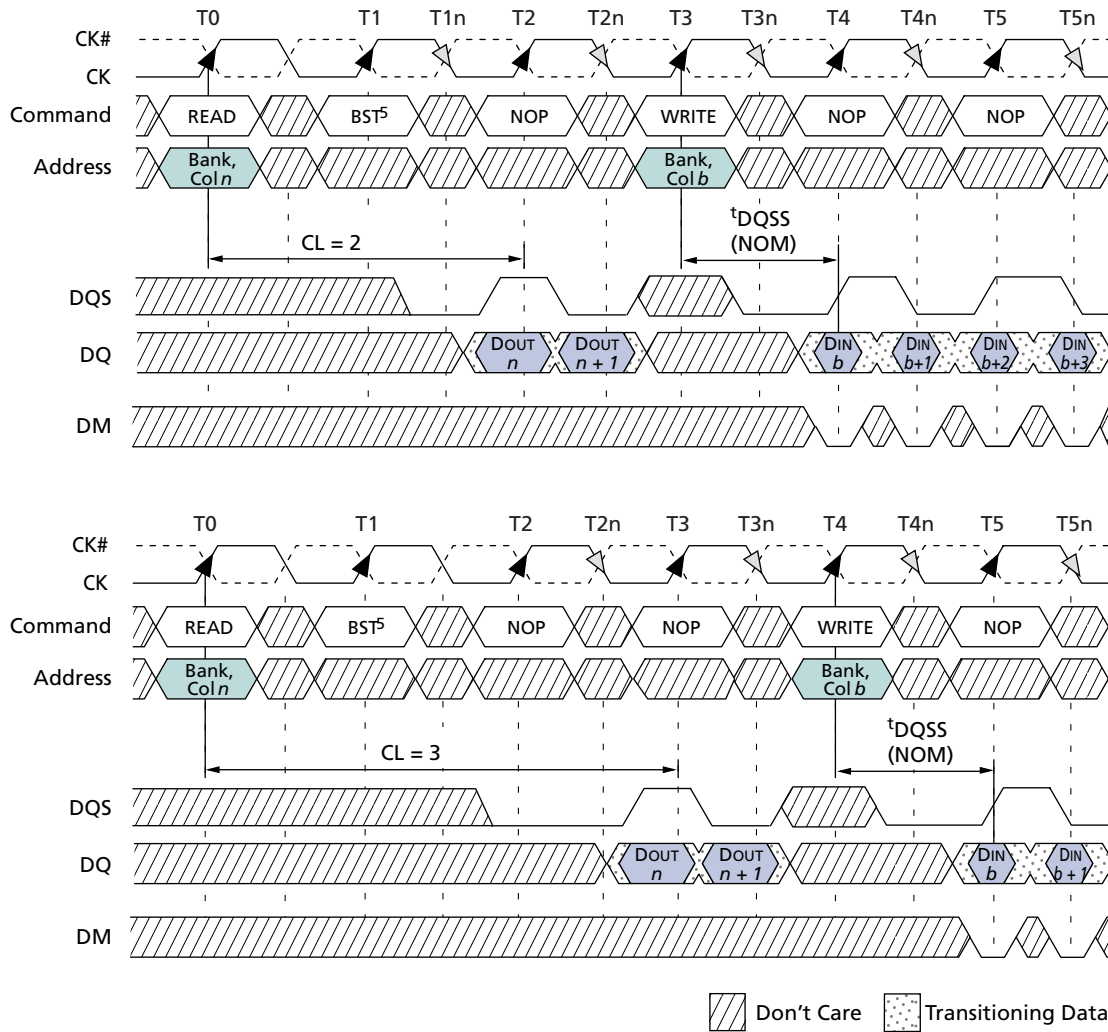 T0 T1 T1n T2 T2n T3 T3n T4 T4n T5 T5n
CK#
CK
Command READ BST5 NOP WRITE NOP NOP
Address Bank, Col n Bank, Col b
CL = 2 tDQSS (NOM)
DQS
DQ DOUT n DOUT n + 1 DIN b DIN b+1 DIN b+2 DIN b+3
DM
T0 T1 T2 T2n T3 T3n T4 T4n T5 T5n
CK#
CK
Command READ BST5 NOP NOP WRITE NOP
Address Bank, Col n Bank, Col b
CL = 3 tDQSS (NOM)
DQS
DQ DOUT n DOUT n + 1 DIN b DIN b+1
DM
Don't Care Transitioning Data